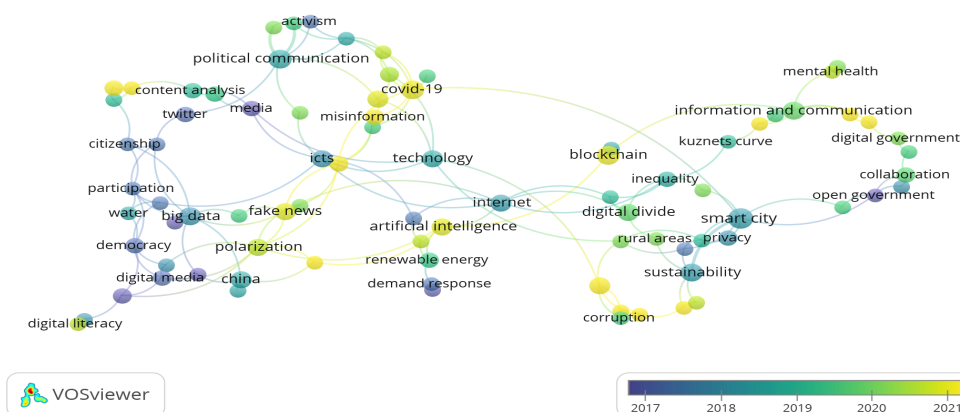 activism
political communication
mental health
content analysis
covid-19
twitter
media
misinformation
information and communication
citizenship
icts
technology
blockchain
kuznets curve
digital government
participation
inequality
collaboration
water
big data
fake news
internet
digital divide
smart city
open government
artificial intelligence
democracy
polarization
rural areas
privacy
renewable energy
digital media
china
demand response
sustainability
digital literacy
corruption
VOSviewer
2017
2018
2019
2020
2021